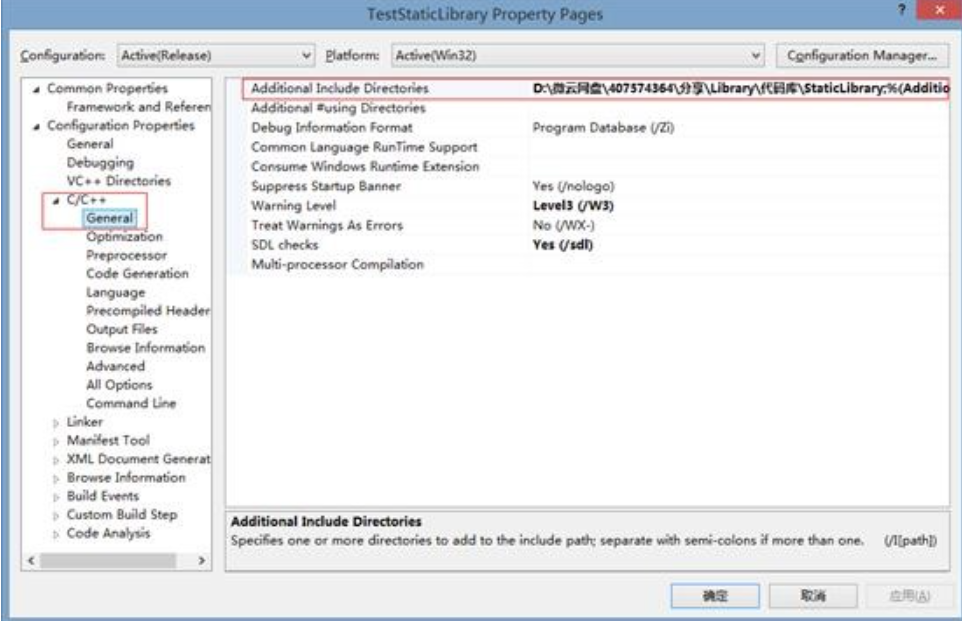 TestStaticLibrary Property Pages
? ×
Configuration: Active(Release) Platform: Active(Win32) Configuration Manager...
Common Properties
Framework and Referen
Configuration Properties
General
Debugging
VC++ Directories
C/C++
General
Optimization
Preprocessor
Code Generation
Language
Precompiled Header
Output Files
Browse Information
Advanced
All Options
Command Line
Linker
Manifest Tool
XML Document Generat
Browse Information
Build Events
Custom Build Step
Code Analysis
Additional Include Directories D:\微云网盘\407574364\分享\Library\代码库\StaticLibrary;%(Additio
Additional #using Directories
Debug Information Format Program Database (/Zi)
Common Language RunTime Support
Consume Windows Runtime Extension
Suppress Startup Banner Yes (/nologo)
Warning Level Level3 (/W3)
Treat Warnings As Errors No (/WX-)
SDL checks Yes (/sdl)
Multi-processor Compilation
Additional Include Directories
Specifies one or more directories to add to the include path; separate with semi-colons if more than one. (/I[path])
确定 取消 应用(A)